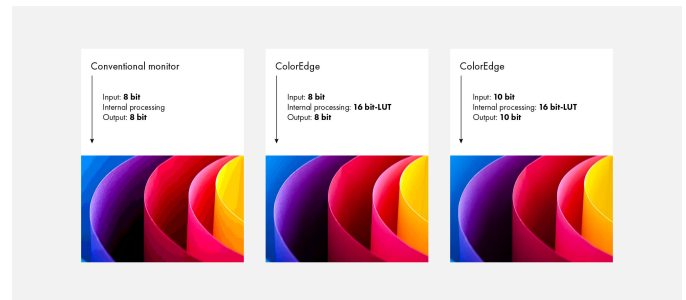 Conventional monitor
Input: 8 bit
Internal processing
Output: 8 bit
ColorEdge
Input: 8 bit
Internal processing: 16 bit-LUT
Output: 8 bit
ColorEdge
Input: 10 bit
Internal processing: 16 bit-LUT
Output: 10 bit